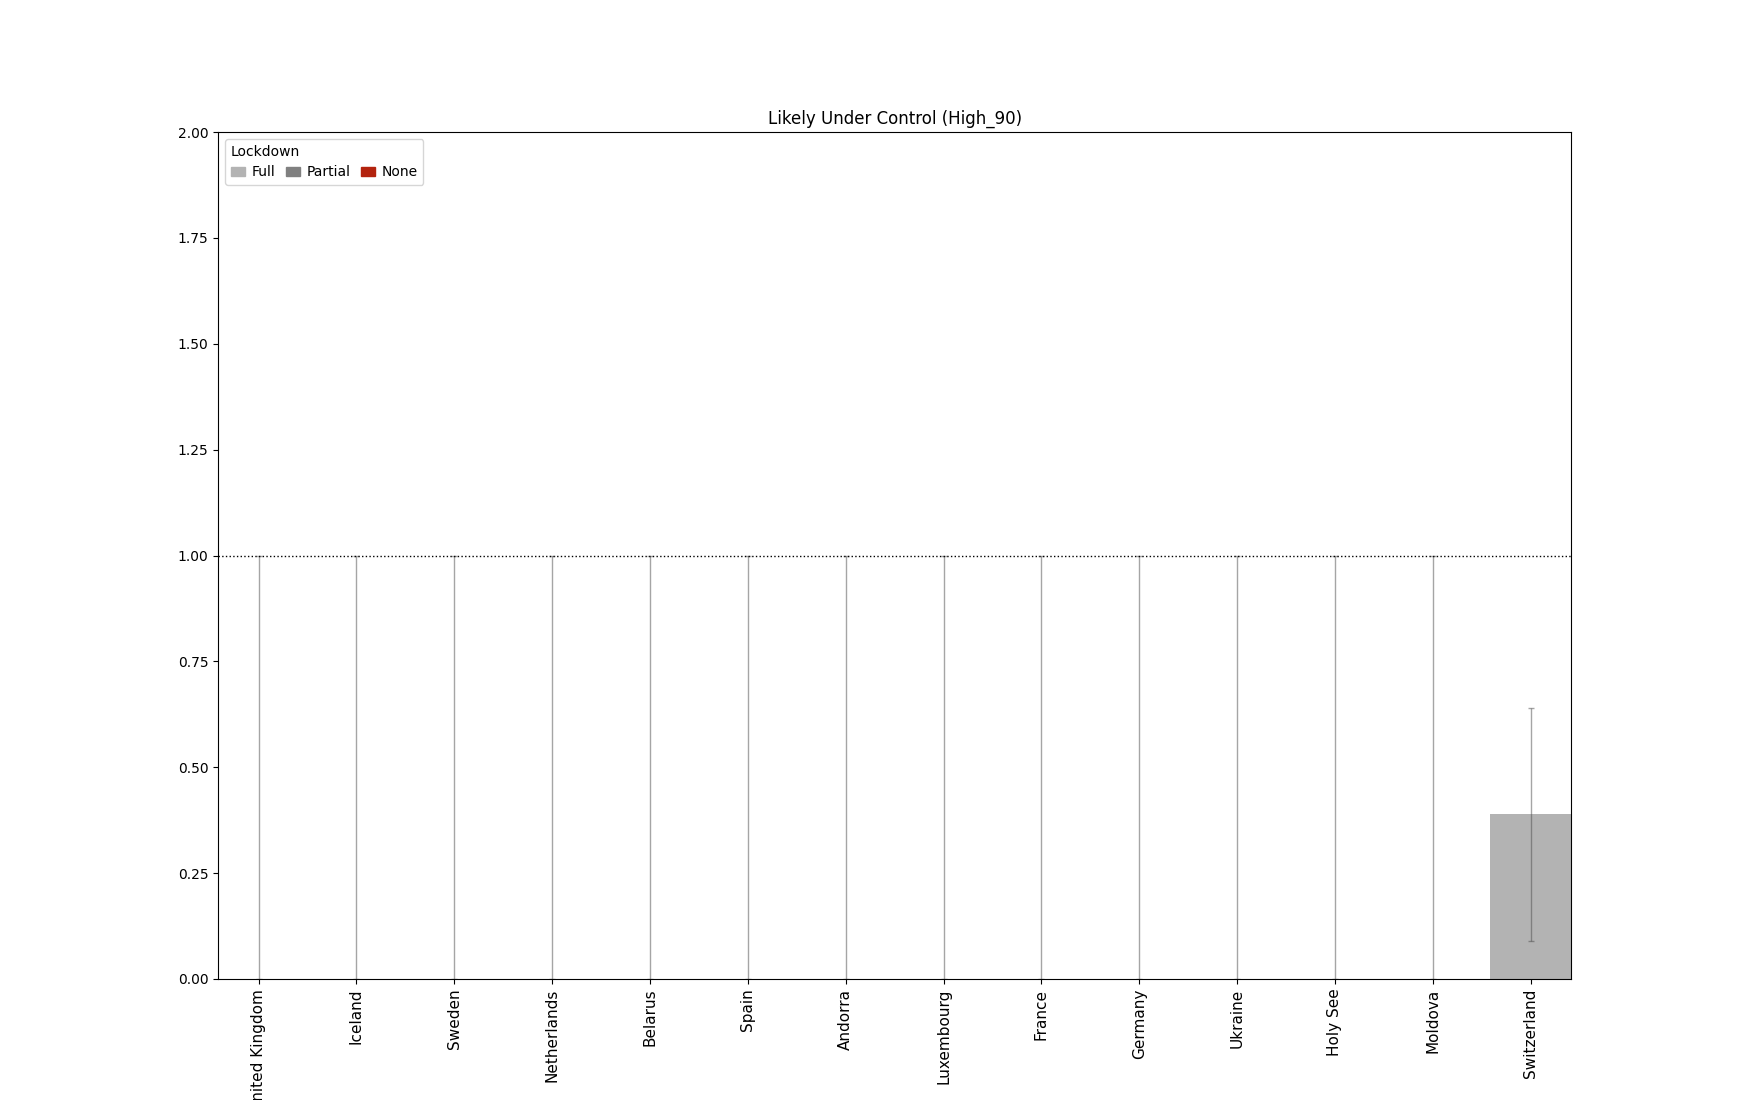 Likely Under Control (High_90)
2.00
Lockdown
Full Partial None
1.75
1.50
1.25
1.00
0.75
0.50
0.25
0.00
nited Kingdom
Iceland
Sweden
Netherlands
Belarus
Spain
Andorra
Luxembourg
France
Germany
Ukraine
Holy See
Moldova
Switzerland